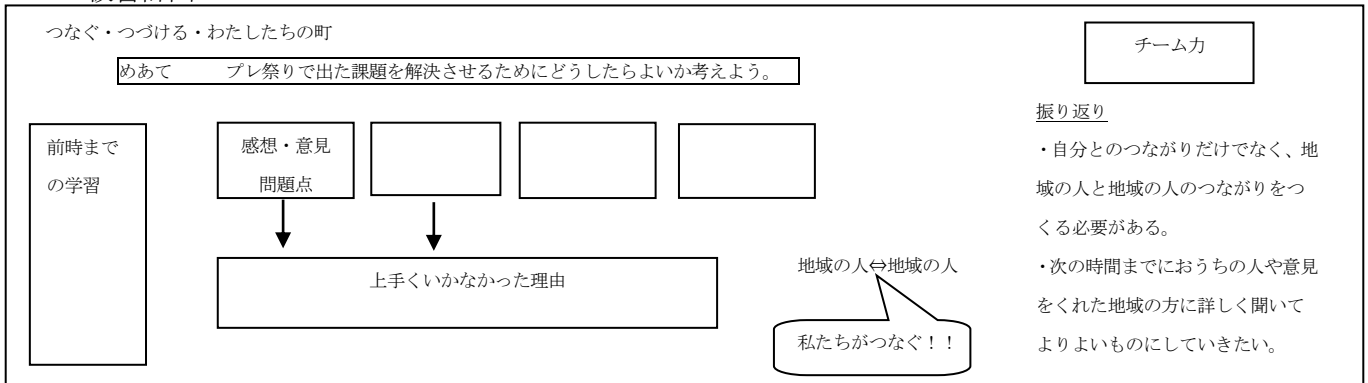 つなぐ・つづける・わたしたちの町
めあて　　プレ祭りで出た課題を解決させるためにどうしたらよいか考えよう。
前時まで
の学習
感想・意見
問題点
上手くいかなかった理由
地域の人⇔地域の人
私たちがつなぐ！！
チーム力
振り返り
・自分とのつながりだけでなく、地
域の人と地域の人のつながりをつ
くる必要がある。
・次の時間までにおうちの人や意見
をくれた地域の方に詳しく聞いて
よりよいものにしていきたい。